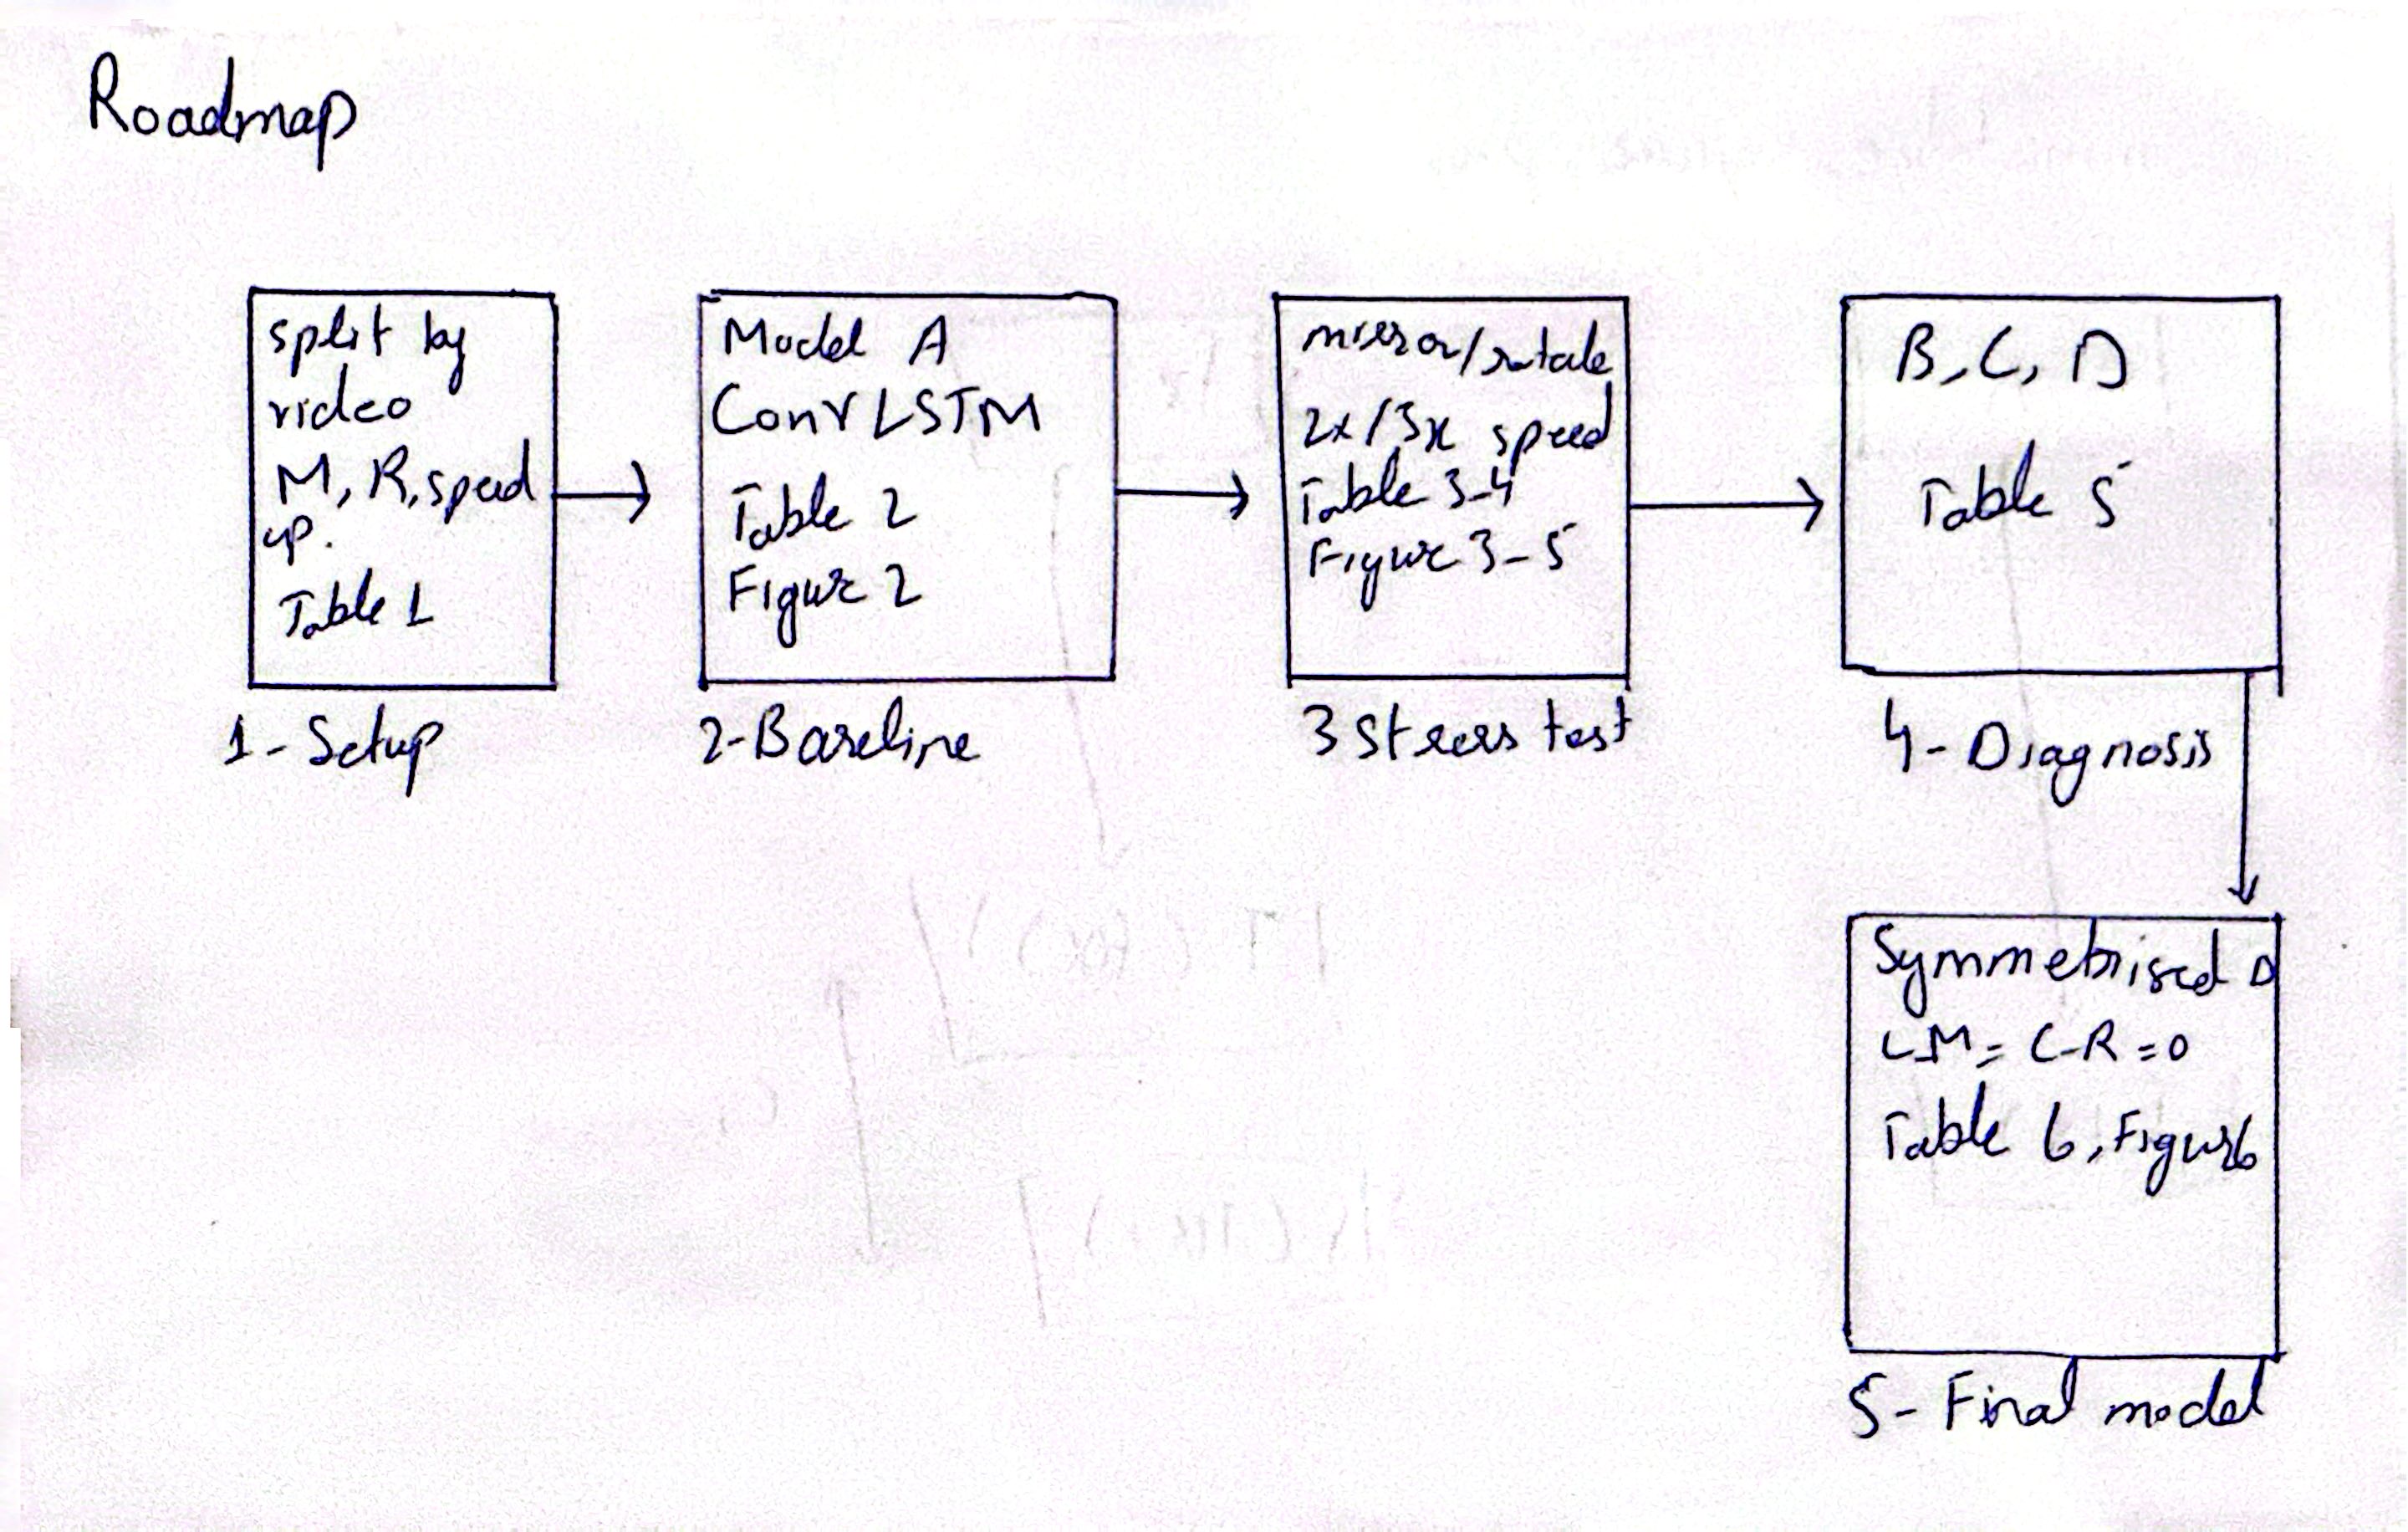 Roadmap
split by
video
M, R, speed
up.
Table 1
1-Setup
Model A
Conv LSTM
Table 2
Figure 2
2-Baseline
mirror/rotate
2x/3x speed
Table 3-4
Figure 3-5
3 Stress test
B, C, D
Table 5
4-Diagnosis
Symmetrised D
C-M = C-R = 0
Table 6, Figure 6
5-Final model